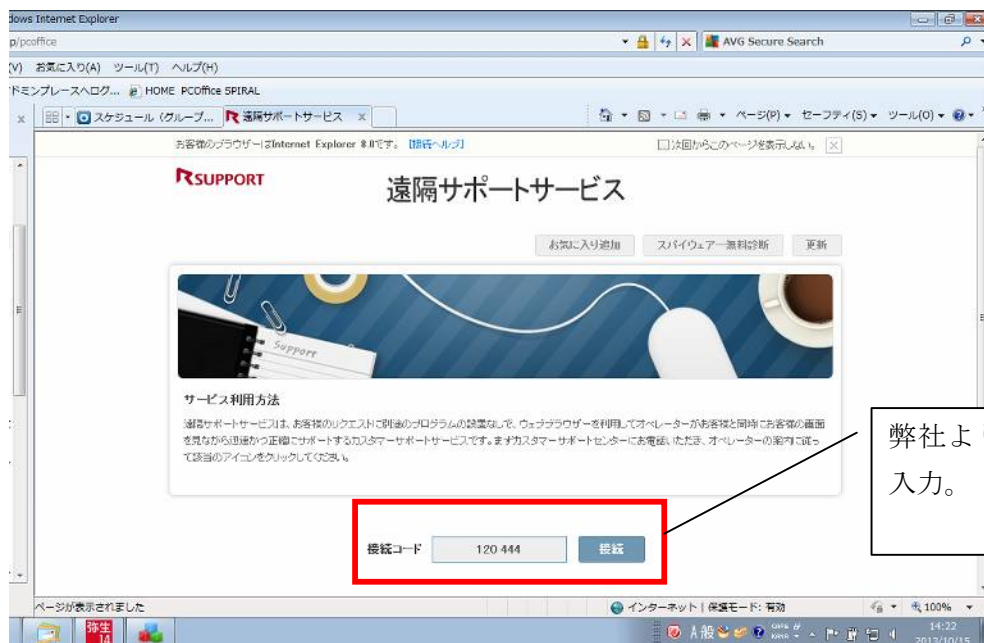 dows Internet Explorer
p/pcoffice
AVG Secure Search
(V) お気に入り(A) ツール(T) ヘルプ(H)
ドミンプレースへログ... HOME PCOffice SPIRAL
スケジュール (グループ... 遠隔サポートサービス x
ページ(P) セーフティ(S) ツール(O)
お客様のブラウザーはInternet Explorer 8.0です。 [接続ヘルプ] 次回からこのページを表示しない。
RSUPPORT
遠隔サポートサービス
お気に入り追加 スパイウェアー無料診断 更新
Support
サービス利用方法
遠隔サポートサービスは、お客様のリクエストに別途のプログラムの設置なしで、ウェブブラウザーを利用してオペレーターがお客様と同時にお客様の画面
を見ながら迅速かつ正確にサポートするカスタマーサポートサービスです。まずカスタマーサポートセンターにお電話いただき、オペレーターの案内に従っ
て該当のアイコンをクリックしてください。
弊社よ
入力。
接続コード 120 444 接続
ページが表示されました
インターネット | 保護モード: 有効 100%
弥生 14
A 般
CAPS
KANA
14:22
2013/10/15